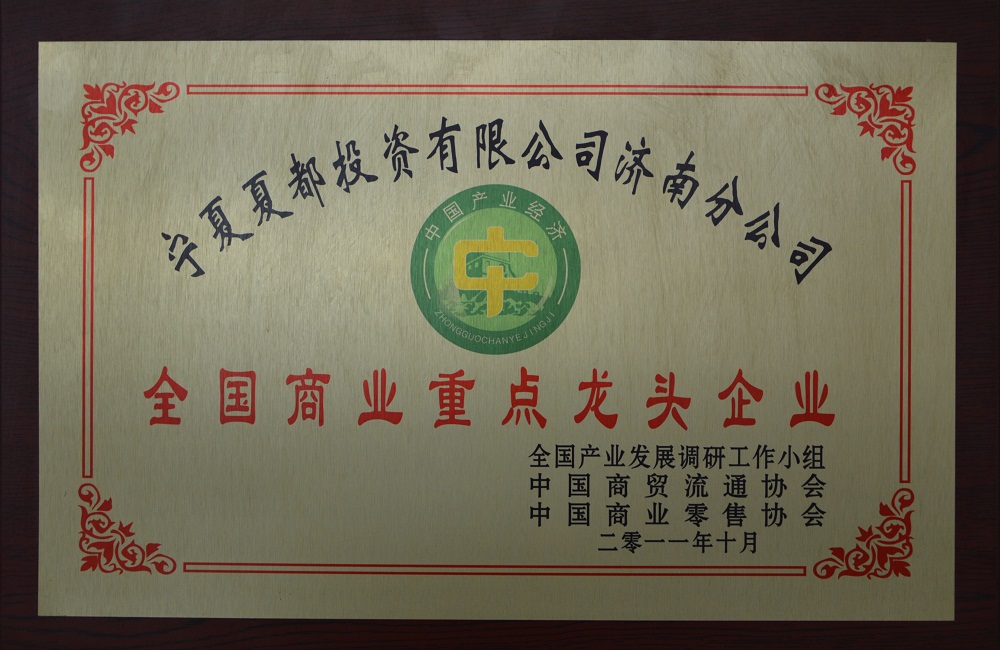 宁夏夏都投资有限公司济南分公司
中国产业经济
ZHONGGUOCHANYEJINGJI
全国商业重点龙头企业
全国产业发展调研工作小组
中国商贸流通协会
中国商业零售协会
二零一一年十月